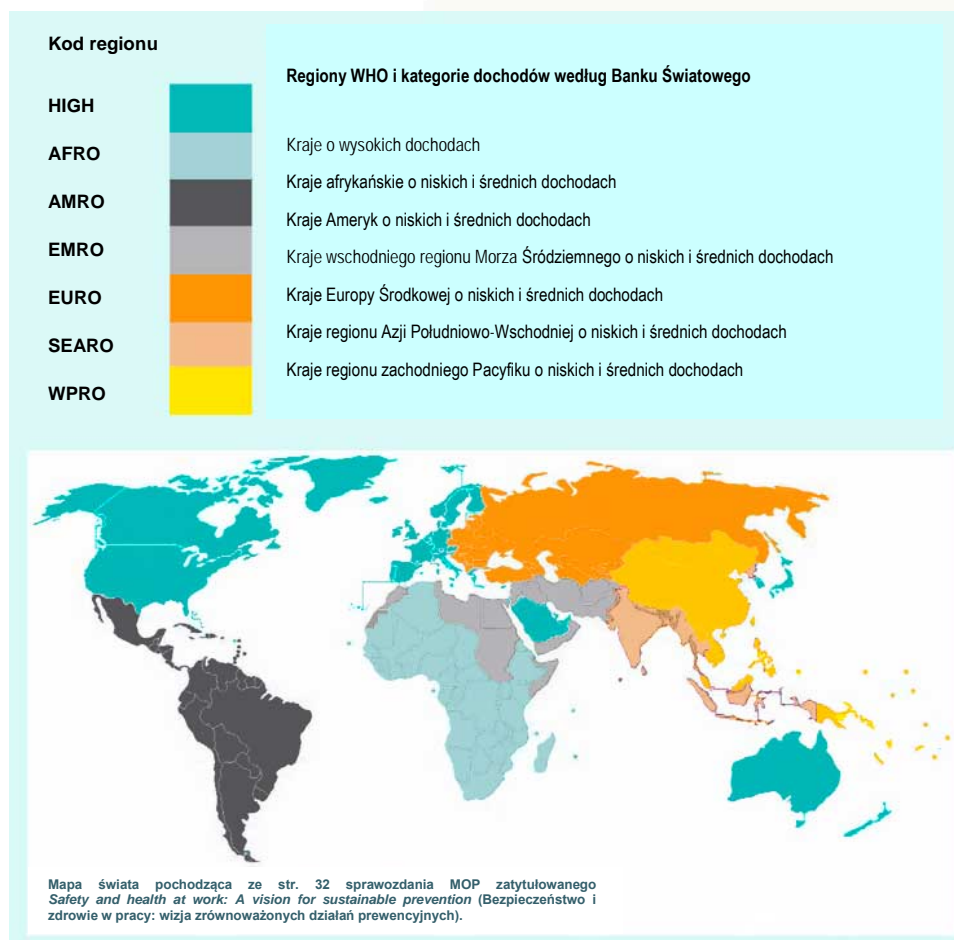 Kod regionu
Regiony WHO i kategorie dochodów według Banku Światowego
HIGH
AFRO
AMRO
EMRO
EURO
SEARO
WPRO
Kraje o wysokich dochodach
Kraje afrykańskie o niskich i średnich dochodach
Kraje Ameryk o niskich i średnich dochodach
Kraje wschodniego regionu Morza Śródziemnego o niskich i średnich dochodach
Kraje Europy Środkowej o niskich i średnich dochodach
Kraje regionu Azji Południowo-Wschodniej o niskich i średnich dochodach
Kraje regionu zachodniego Pacyfiku o niskich i średnich dochodach
Mapa świata pochodząca ze str. 32 sprawozdania MOP zatytułowanego
Safety and health at work: A vision for sustainable prevention (Bezpieczeństwo i
zdrowie w pracy: wizja zrównoważonych działań prewencyjnych).